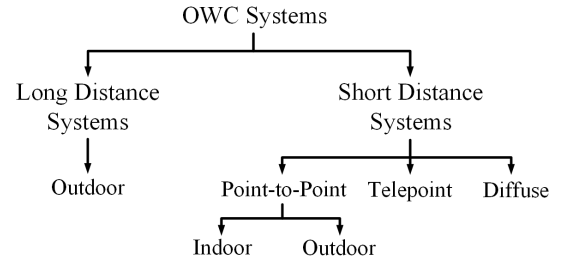 OWC Systems
Long Distance
Systems
Short Distance
Systems
Outdoor
Point-to-Point
Telepoint
Diffuse
Indoor
Outdoor